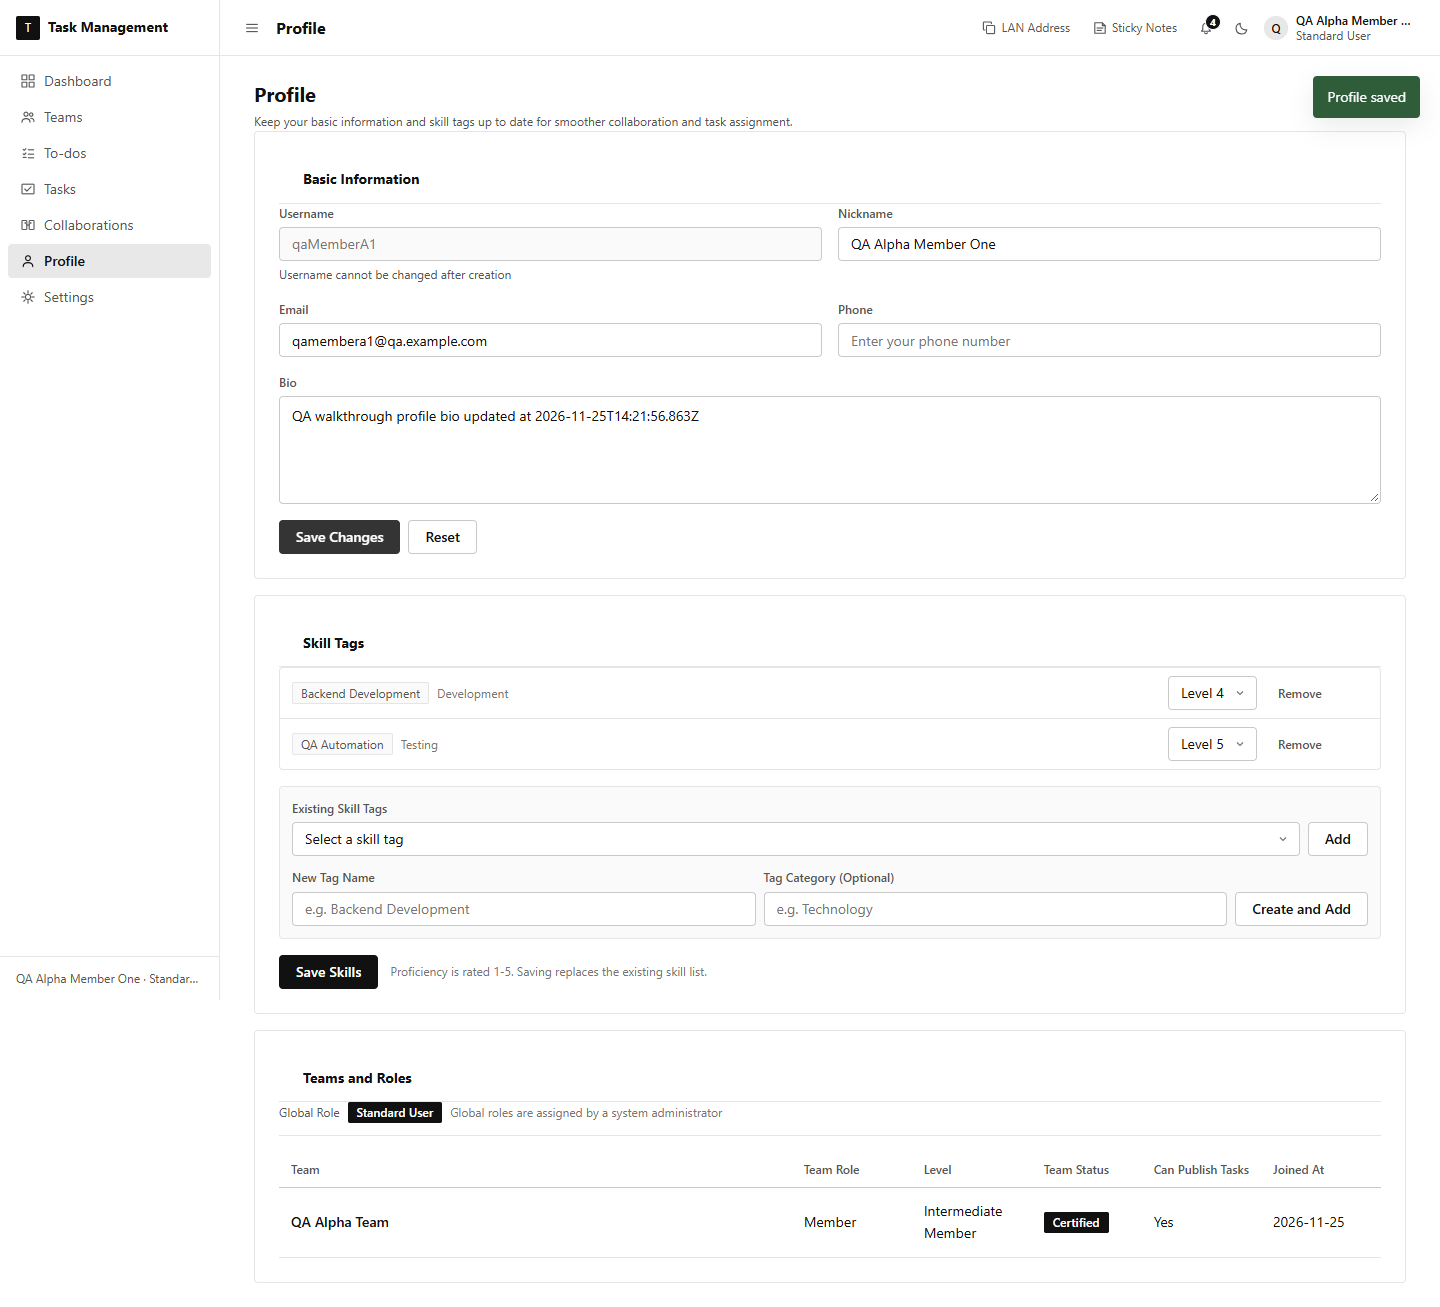 T Task Management
Profile
LAN Address
Sticky Notes
4
Q
QA Alpha Member ...
Standard User
Dashboard
Teams
To-dos
Tasks
Collaborations
Profile
Settings
QA Alpha Member One · Standar...
Profile
Keep your basic information and skill tags up to date for smoother collaboration and task assignment.
Profile saved
Basic Information
Username
qaMemberA1
Username cannot be changed after creation
Nickname
QA Alpha Member One
Email
qamembera1@qa.example.com
Phone
Enter your phone number
Bio
QA walkthrough profile bio updated at 2026-11-25T14:21:56.863Z
Save Changes
Reset
Skill Tags
Backend Development Development Level 4 Remove
QA Automation Testing Level 5 Remove
Existing Skill Tags
Select a skill tag
Add
New Tag Name
e.g. Backend Development
Tag Category (Optional)
e.g. Technology
Create and Add
Save Skills
Proficiency is rated 1-5. Saving replaces the existing skill list.
Teams and Roles
Global Role Standard User Global roles are assigned by a system administrator
Team Team Role Level Team Status Can Publish Tasks Joined At
QA Alpha Team Member Intermediate Member Certified Yes 2026-11-25